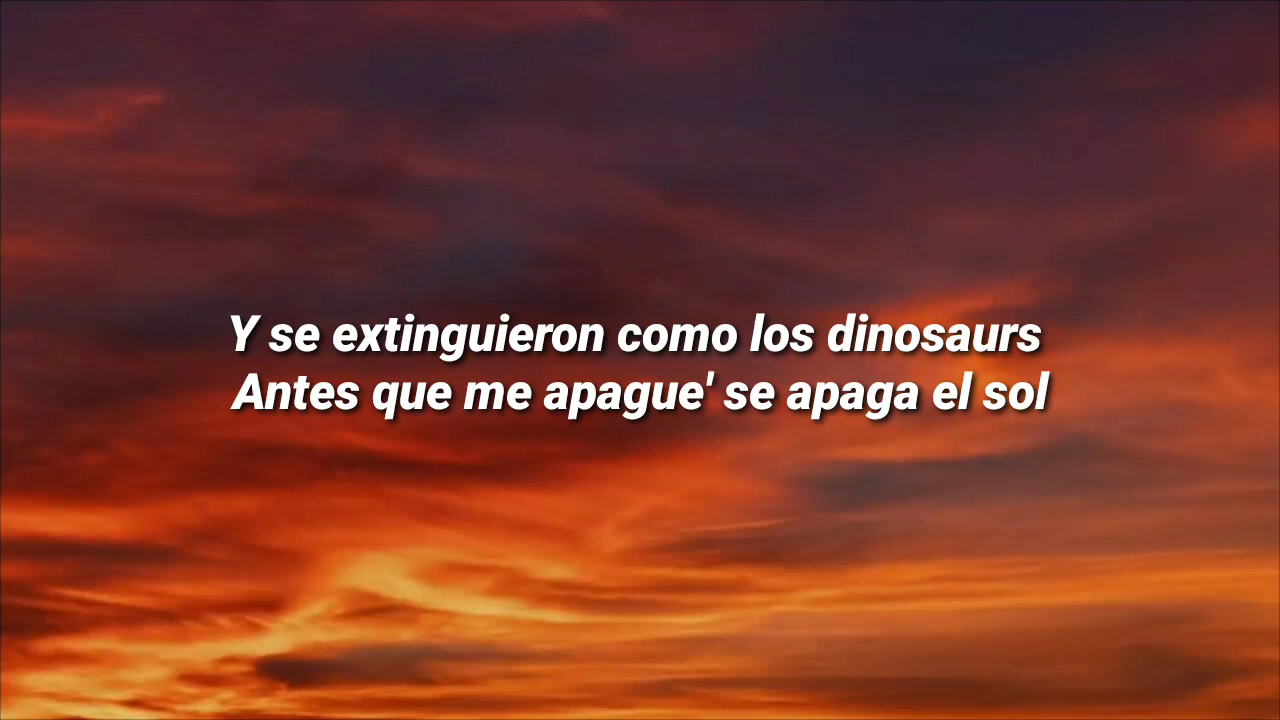 Y se extinguieron como los dinosaurs
Antes que me apague' se apaga el sol